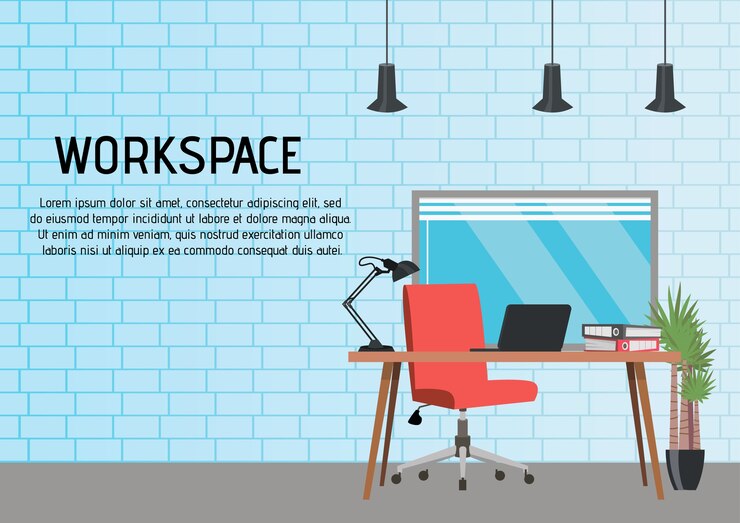 WORKSPACE
Lorem ipsum dolor sit amet, consectetur adipiscing elit, sed
do eiusmod tempor incididunt ut labore et dolore magna aliqua.
Ut enim ad minim veniam, quis nostrud exercitation ullamco
laboris nisi ut aliquip ex ea commodo consequat duis autei.